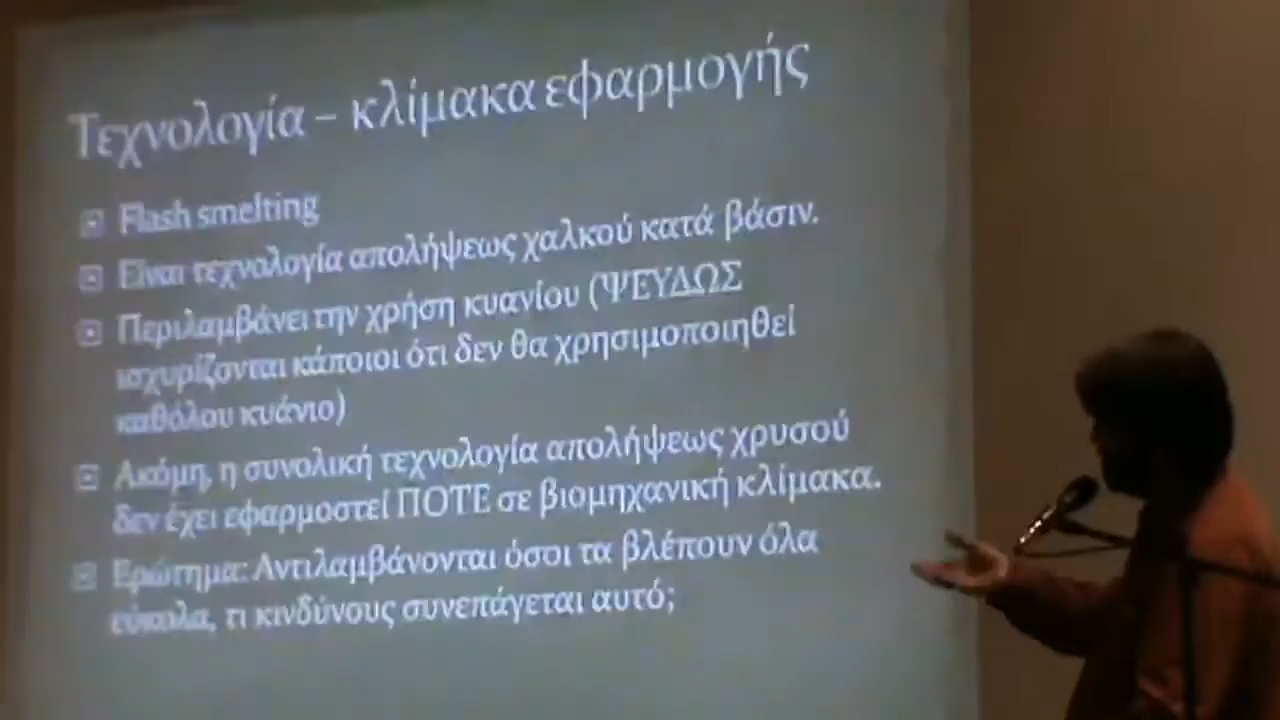 Τεχνολογία – κλίμακα εφαρμογής
Flash smelting
Είναι τεχνολογία απολήψεως χαλκού κατά βάσιν.
Περιλαμβάνει την χρήση κυανίου (ΨΕΥΔΩΣ
ισχυρίζονται κάποιοι ότι δεν θα χρησιμοποιηθεί
καθόλου κυάνιο)
Ακόμη, η συνολική τεχνολογία απολήψεως χρυσού
δεν έχει εφαρμοστεί ΠΟΤΕ σε βιομηχανική κλίμακα.
Ερώτημα: Αντιλαμβάνονται όσοι τα βλέπουν όλα
εύκολα, τι κινδύνους συνεπάγεται αυτό;